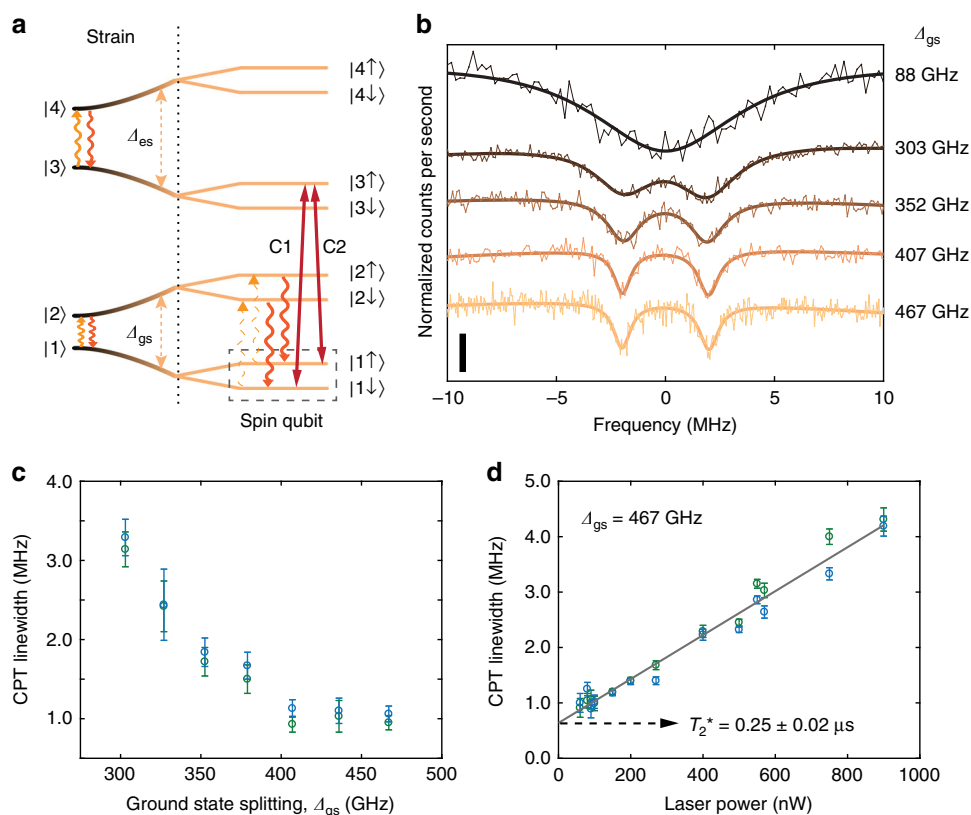 a
Strain
|4↑⟩
|4↓⟩
|4⟩
Δes
|3⟩
|3↑⟩
|3↓⟩
C1 C2
|2↑⟩
|2↓⟩
|2⟩
Δgs
|1⟩
|1↑⟩
|1↓⟩
Spin qubit
b
Δgs
88 GHz
303 GHz
352 GHz
407 GHz
467 GHz
Normalized counts per second
−10 −5 0 5 10
Frequency (MHz)
c
4.0
3.0
2.0
1.0
CPT linewidth (MHz)
300 350 400 450 500
Ground state splitting, Δgs (GHz)
d
5.0
4.0
3.0
2.0
1.0
0.0
CPT linewidth (MHz)
Δgs = 467 GHz
T2* = 0.25 ± 0.02 μs
0 200 400 600 800 1000
Laser power (nW)